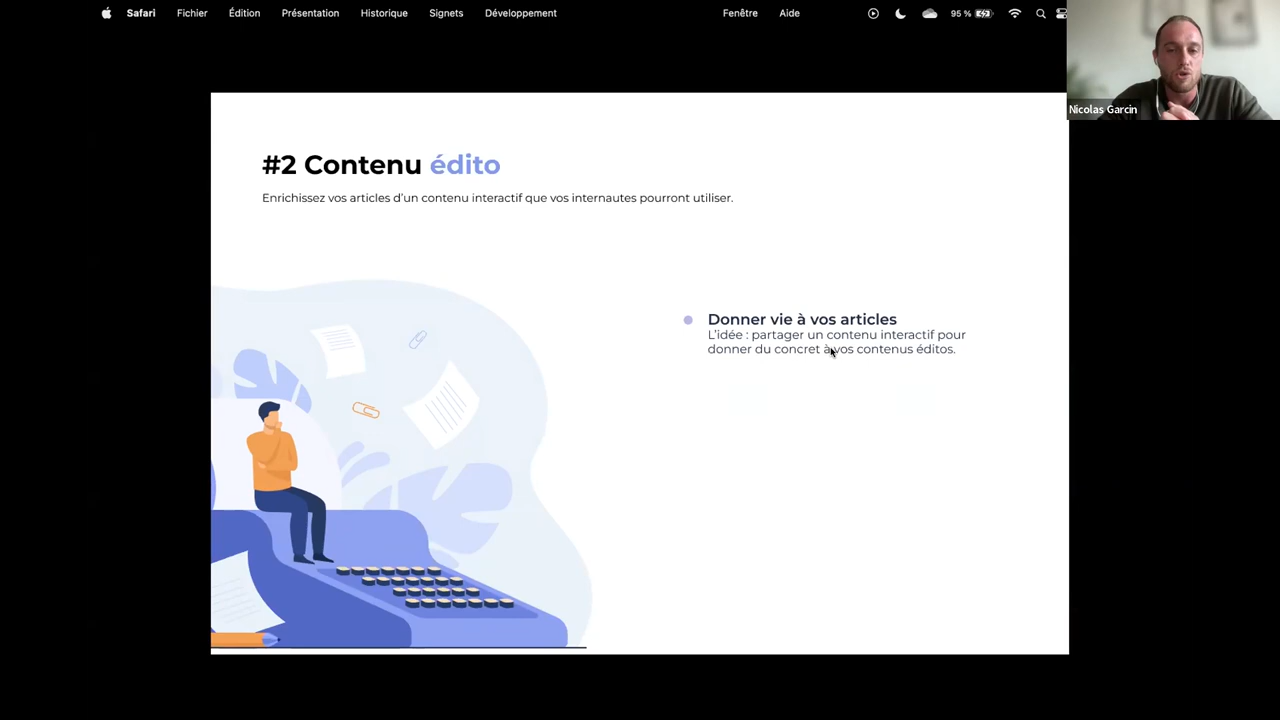 Safari Fichier Édition Présentation Historique Signets Développement Fenêtre Aide 95 %
Nicolas Garcin
#2 Contenu édito
Enrichissez vos articles d'un contenu interactif que vos internautes pourront utiliser.
Donner vie à vos articles
L'idée : partager un contenu interactif pour
donner du concret à vos contenus éditos.